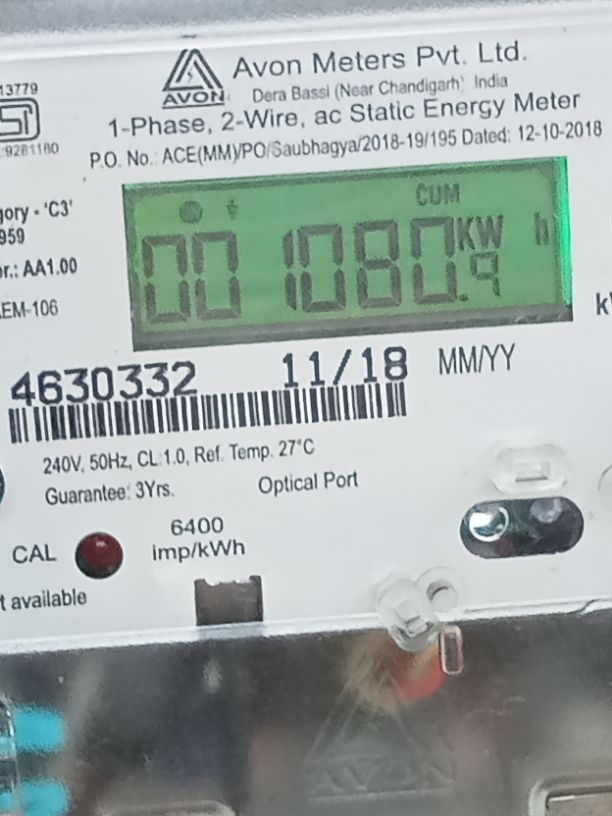 Avon Meters Pvt. Ltd.
AVON
Dera Bassi (Near Chandigarh) India
1-Phase, 2-Wire, ac Static Energy Meter
P.O. No.: ACE(MM)/PO/Saubhagya/2018-19/195 Dated: 12-10-2018
13779
9281180
gory - 'C3'
959
r.: AA1.00
EM-106
CUM
001080.9 KW h
4630332 11/18 MM/YY
240V, 50Hz, CL 1.0, Ref. Temp. 27°C
Guarantee: 3Yrs.
Optical Port
CAL
6400
imp/kWh
t available
AVON